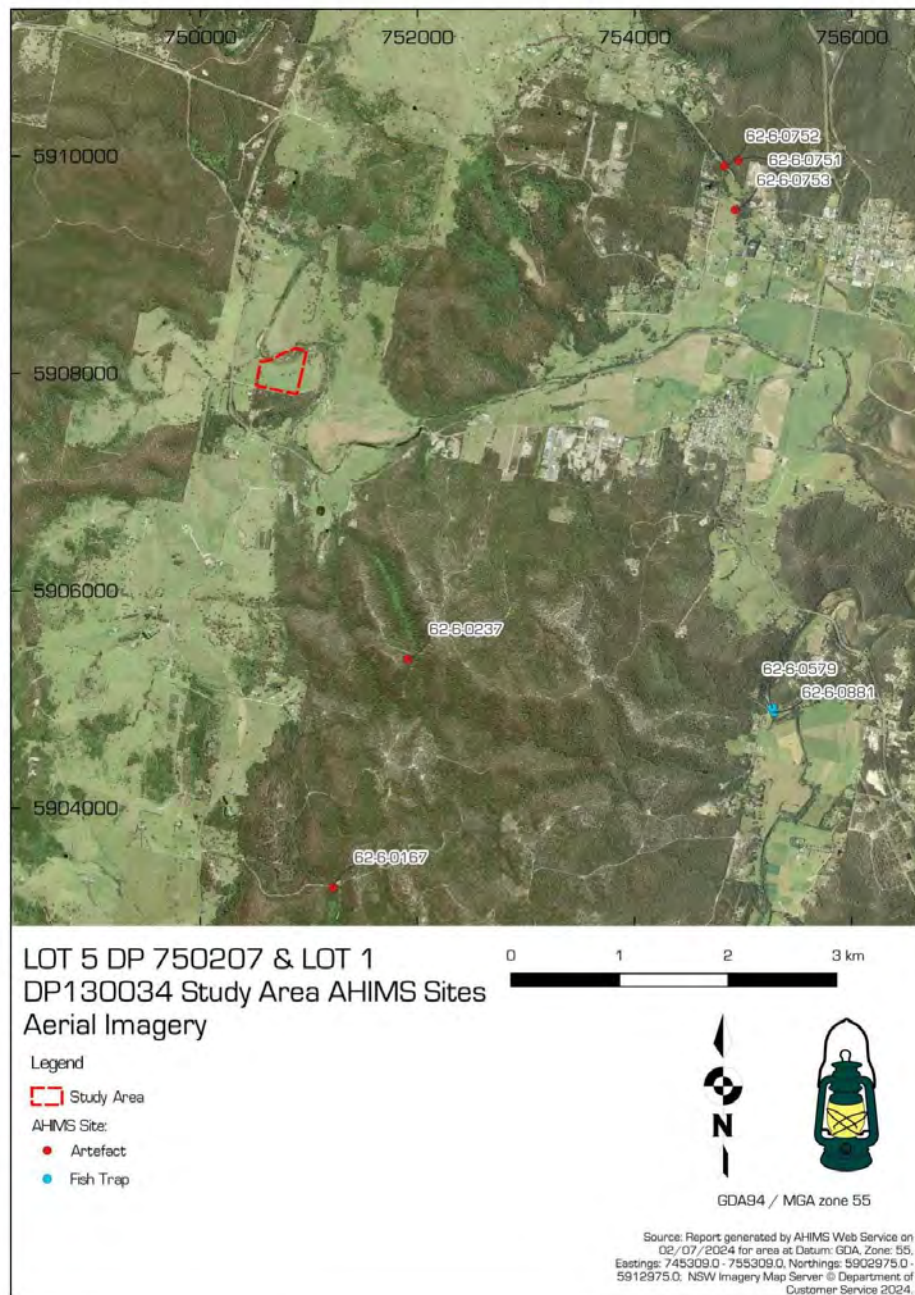 750000 752000 754000 756000
5910000
62-6-0752
62-6-0751
62-6-0753
5908000
5906000
62-6-0237
62-6-0579
62-6-0881
5904000
62-6-0167
LOT 5 DP 750207 & LOT 1
DP130034 Study Area AHIMS Sites
Aerial Imagery
0 1 2 3 km
Legend
Study Area
AHIMS Site:
Artefact
Fish Trap
N
GDA94 / MGA zone 55
Source: Report generated by AHIMS Web Service on
02/07/2024 for area at Datum: GDA, Zone: 55,
Eastings: 745309.0 - 755309.0, Northings: 5902975.0 -
5912975.0; NSW Imagery Map Server © Department of
Customer Service 2024.